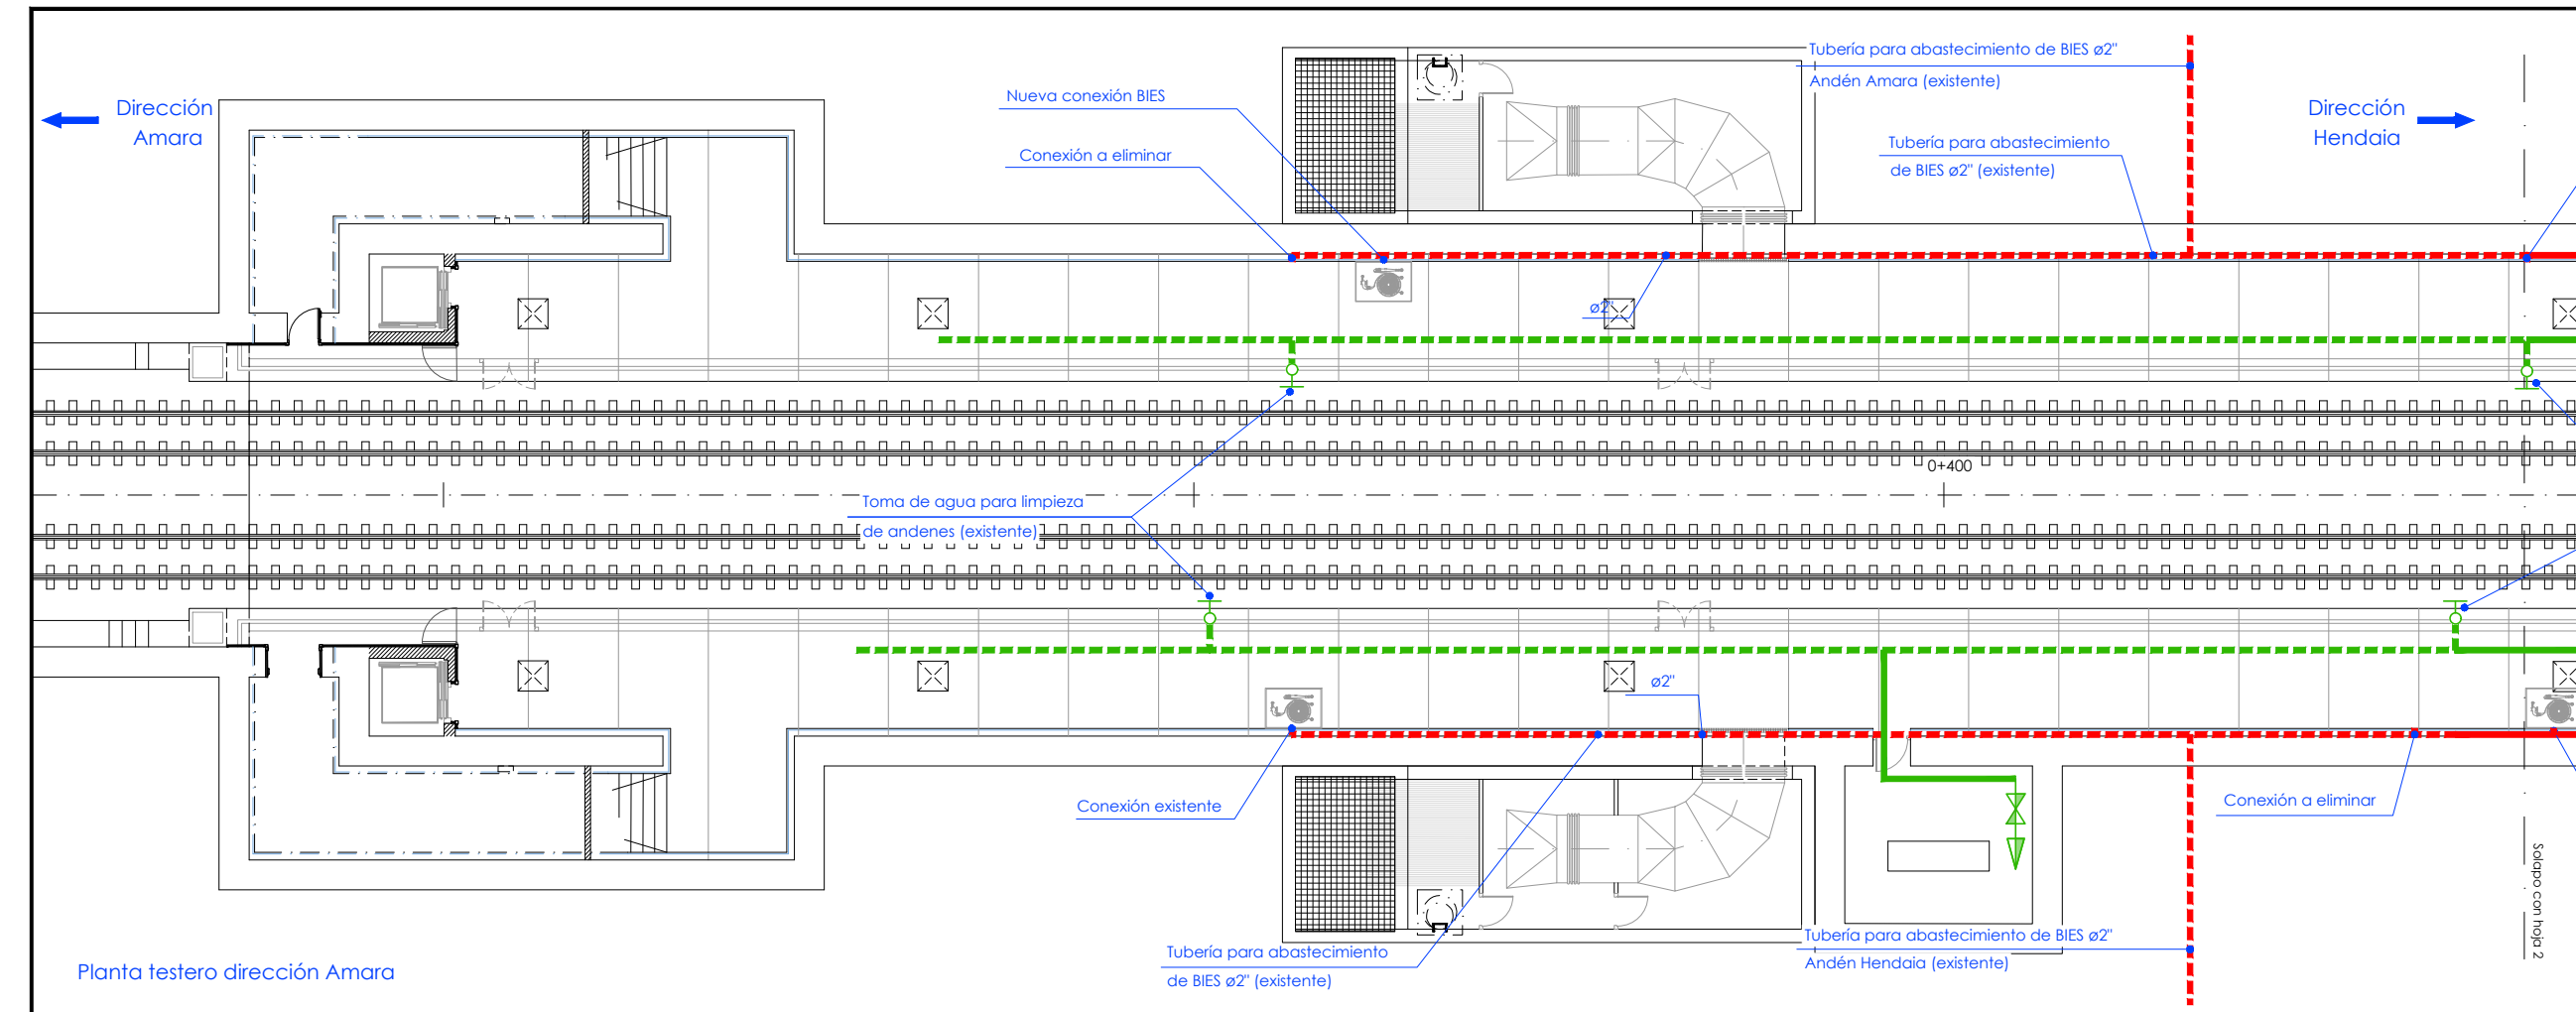 Tubería para abastecimiento de BIES ø2"
Andén Amara (existente)
Nueva conexión BIES
Dirección
Amara
Dirección
Hendaia
Tubería para abastecimiento
de BIES ø2" (existente)
Conexión a eliminar
ø2"
0+400
Toma de agua para limpieza
de andenes (existente)
ø2"
Conexión existente
Conexión a eliminar
Solapo con hoja 2
Tubería para abastecimiento de BIES ø2"
Andén Hendaia (existente)
Tubería para abastecimiento
de BIES ø2" (existente)
Planta testero dirección Amara